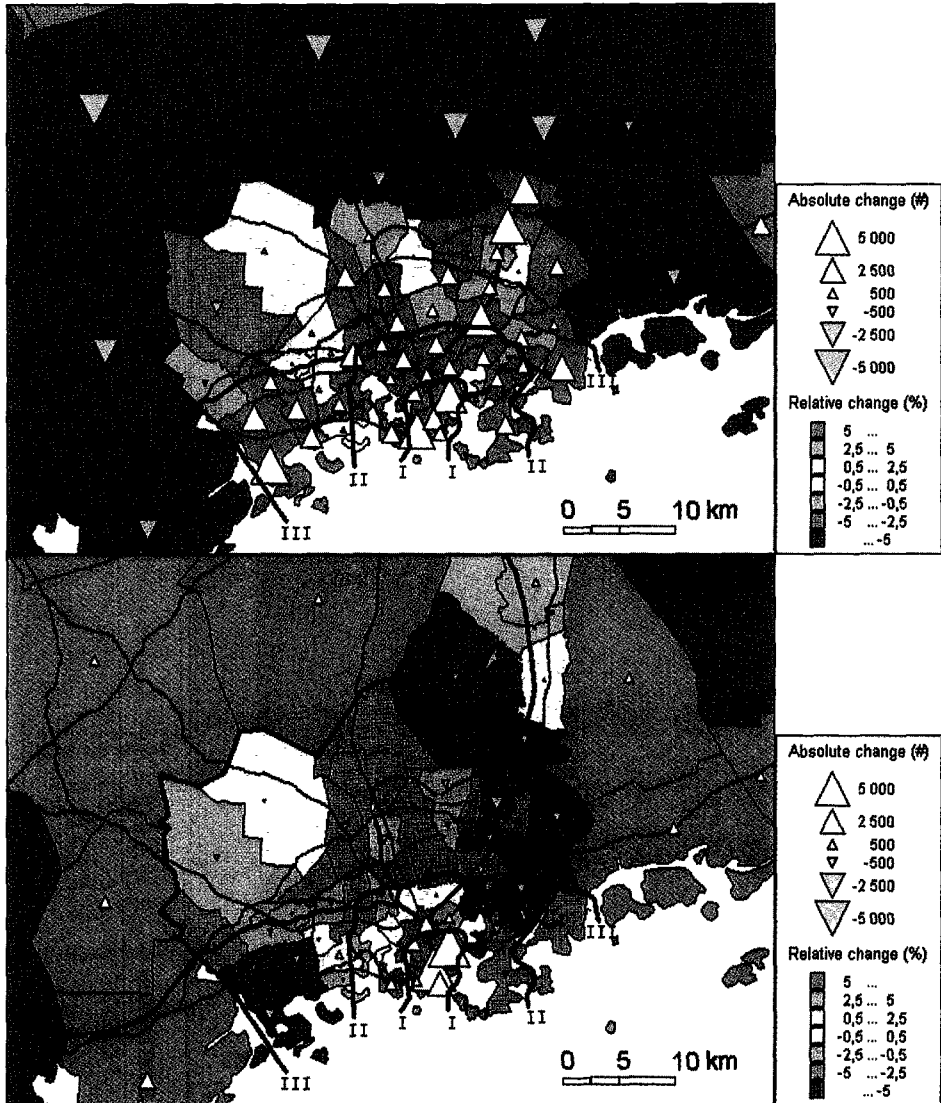 Absolute change (#)
5 000
2 500
500
-500
-2 500
-5 000
Relative change (%)
5 ...
2,5 ... 5
0,5 ... 2,5
-0,5 ... 0,5
-2,5 ... -0,5
-5 ... -2,5
... -5
III
II
I
I
II
III
0 5 10 km
Absolute change (#)
5 000
2 500
500
-500
-2 500
-5 000
Relative change (%)
5 ...
2,5 ... 5
0,5 ... 2,5
-0,5 ... 0,5
-2,5 ... -0,5
-5 ... -2,5
... -5
III
II
I
I
II
III
0 5 10 km